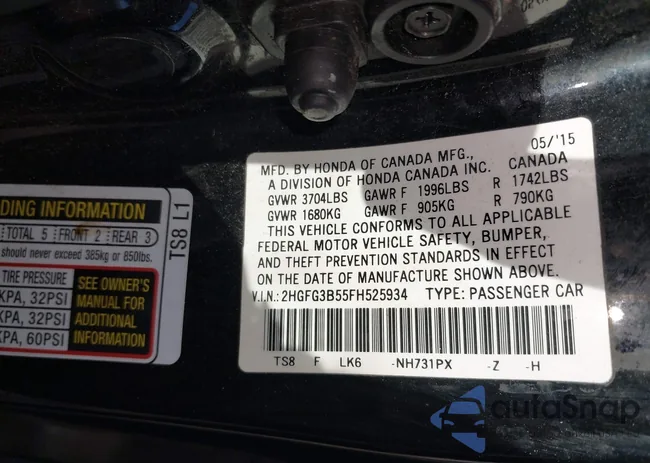 05/'15
MFD. BY HONDA OF CANADA MFG.,
A DIVISION OF HONDA CANADA INC. CANADA
GVWR 3704LBS GAWR F 1996LBS R 1742LBS
GVWR 1680KG GAWR F 905KG R 790KG
THIS VEHICLE CONFORMS TO ALL APPLICABLE
FEDERAL MOTOR VEHICLE SAFETY, BUMPER,
AND THEFT PREVENTION STANDARDS IN EFFECT
ON THE DATE OF MANUFACTURE SHOWN ABOVE.
V.I.N.: 2HGFG3B55FH525934 TYPE: PASSENGER CAR
TS8 F LK6 -NH731PX -Z -H
DING INFORMATION
TOTAL 5 FRONT 2 REAR 3
should never exceed 385kg or 850lbs.
TIRE PRESSURE
KPA, 32PSI
KPA, 32PSI
KPA, 60PSI
SEE OWNER'S
MANUAL FOR
ADDITIONAL
INFORMATION
TS8 L1
autoSnap